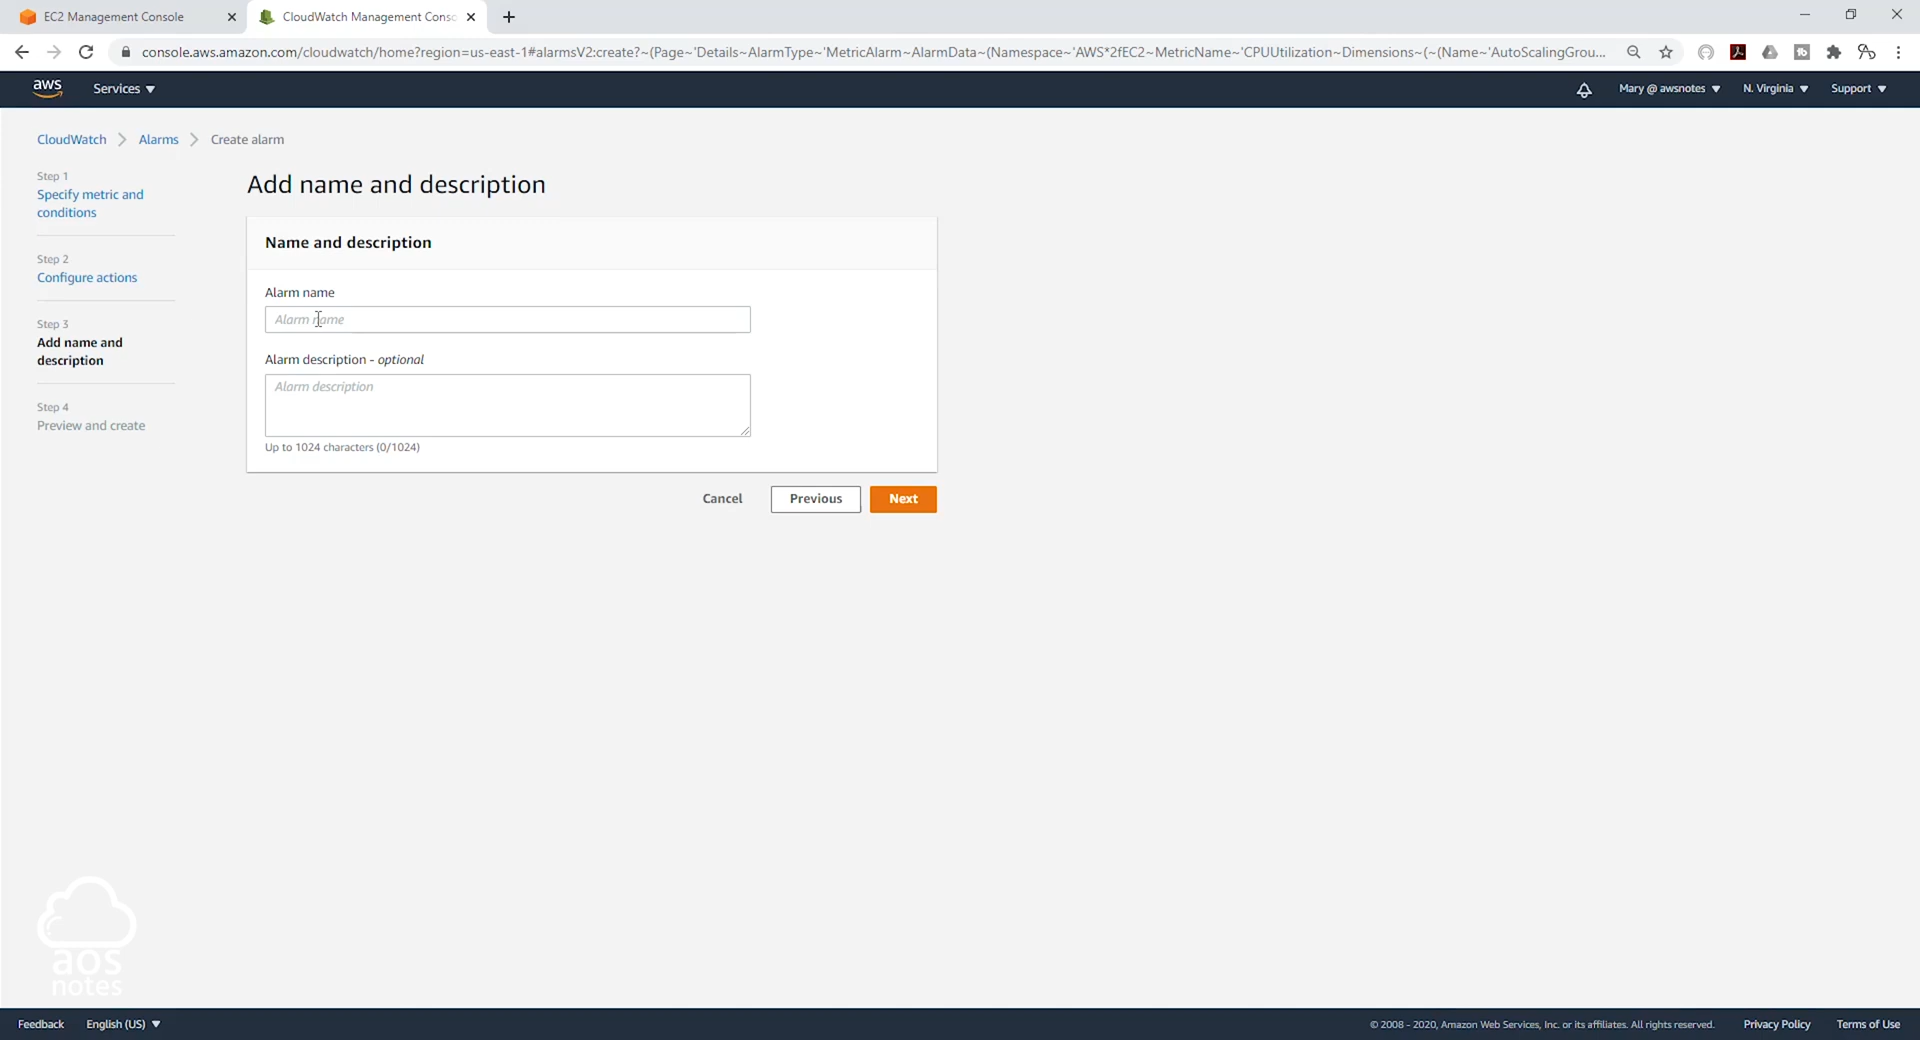 EC2 Management Console
CloudWatch Management Conso
console.aws.amazon.com/cloudwatch/home?region=us-east-1#alarmsV2:create?~(Page~'Details~AlarmType~'MetricAlarm~AlarmData~(Namespace~'AWS*2fEC2~MetricName~'CPUUtilization~Dimensions~(~(Name~'AutoScalingGrou...
aws
Services
Mary @ awsnotes
N. Virginia
Support
CloudWatch
Alarms
Create alarm
Step 1
Specify metric and
conditions
Step 2
Configure actions
Step 3
Add name and
description
Step 4
Preview and create
Add name and description
Name and description
Alarm name
Alarm name
Alarm description - optional
Alarm description
Up to 1024 characters (0/1024)
Cancel
Previous
Next
aos
notes
Feedback
English (US)
© 2008 - 2020, Amazon Web Services, Inc. or its affiliates. All rights reserved.
Privacy Policy
Terms of Use